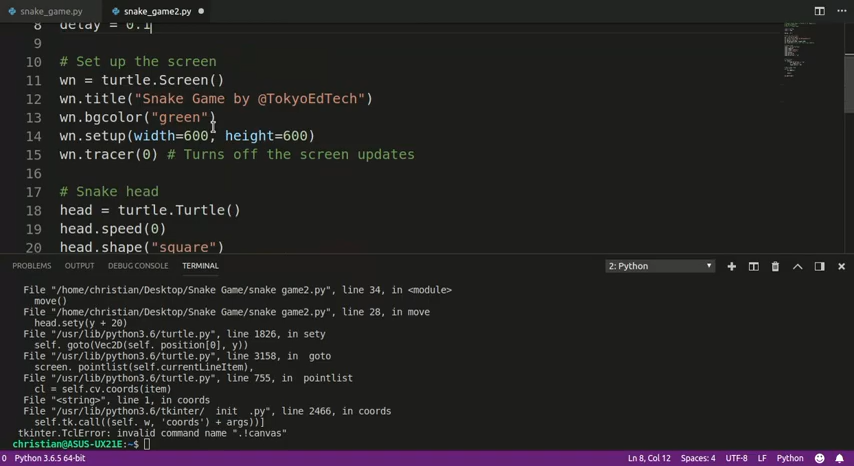 snake_game.py snake_game2.py
8 delay = 0.1
9
10 # Set up the screen
11 wn = turtle.Screen()
12 wn.title("Snake Game by @TokyoEdTech")
13 wn.bgcolor("green")
14 wn.setup(width=600, height=600)
15 wn.tracer(0) # Turns off the screen updates
16
17 # Snake head
18 head = turtle.Turtle()
19 head.speed(0)
20 head.shape("square")
PROBLEMS OUTPUT DEBUG CONSOLE TERMINAL 2: Python
File "/home/christian/Desktop/Snake Game/snake game2.py", line 34, in <module>
move()
File "/home/christian/Desktop/Snake Game/snake game2.py", line 28, in move
head.sety(y + 20)
File "/usr/lib/python3.6/turtle.py", line 1826, in sety
self. goto(Vec2D(self. position[0], y))
File "/usr/lib/python3.6/turtle.py", line 3158, in  goto
screen. pointlist(self.currentLineItem),
File "/usr/lib/python3.6/turtle.py", line 755, in  pointlist
cl = self.cv.coords(item)
File "<string>", line 1, in coords
File "/usr/lib/python3.6/tkinter/  init  .py", line 2466, in coords
self.tk.call((self. w, 'coords') + args))]
tkinter.TclError: invalid command name ".!canvas"
christian@ASUS-UX21E:~$
0 Python 3.6.5 64-bit Ln 8, Col 12 Spaces: 4 UTF-8 LF Python